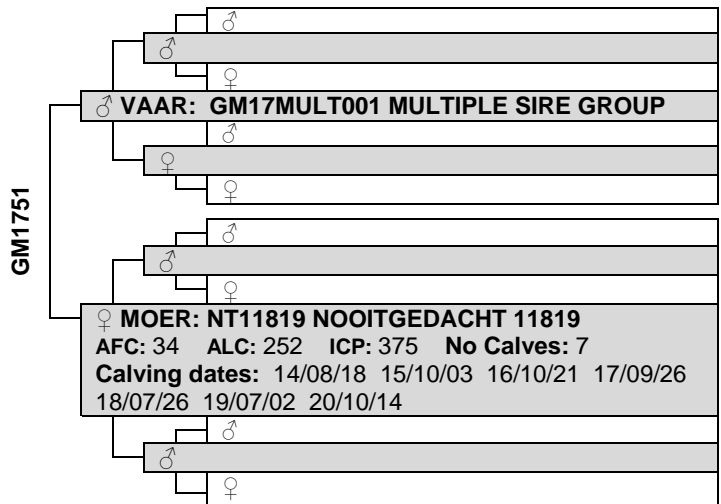 ♂
♂
♀
♂ VAAR: GM17MULT001 MULTIPLE SIRE GROUP
♂
♀
♀
GM1751
♂
♂
♀
♀ MOER: NT11819 NOOITGEDACHT 11819
AFC: 34 ALC: 252 ICP: 375 No Calves: 7
Calving dates: 14/08/18 15/10/03 16/10/21 17/09/26
18/07/26 19/07/02 20/10/14
♂
♂
♀